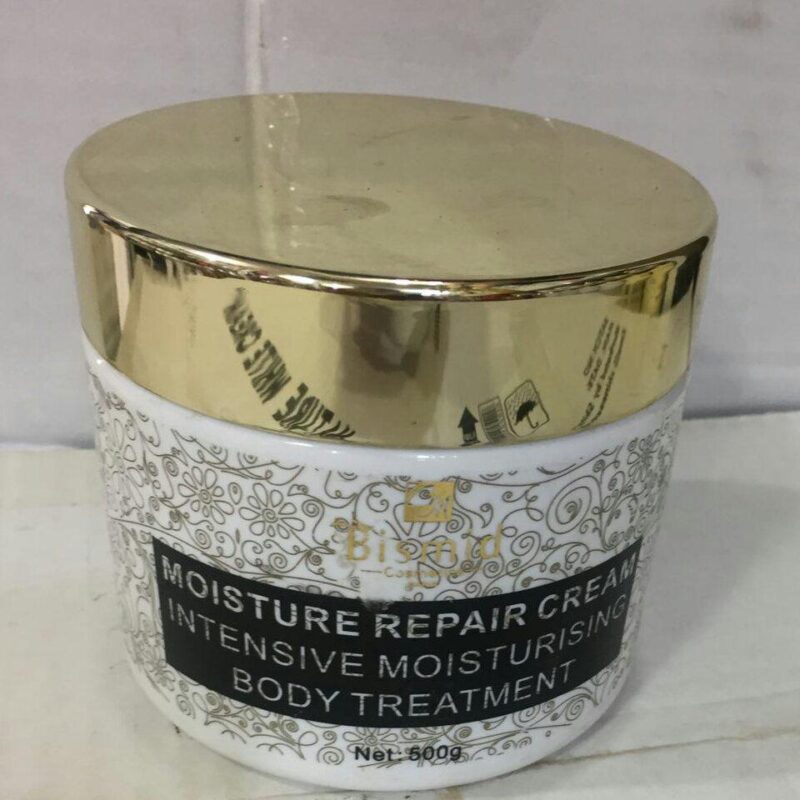 Bismid
MOISTURE REPAIR CREAM
INTENSIVE MOISTURISING
BODY TREATMENT
Net: 500g